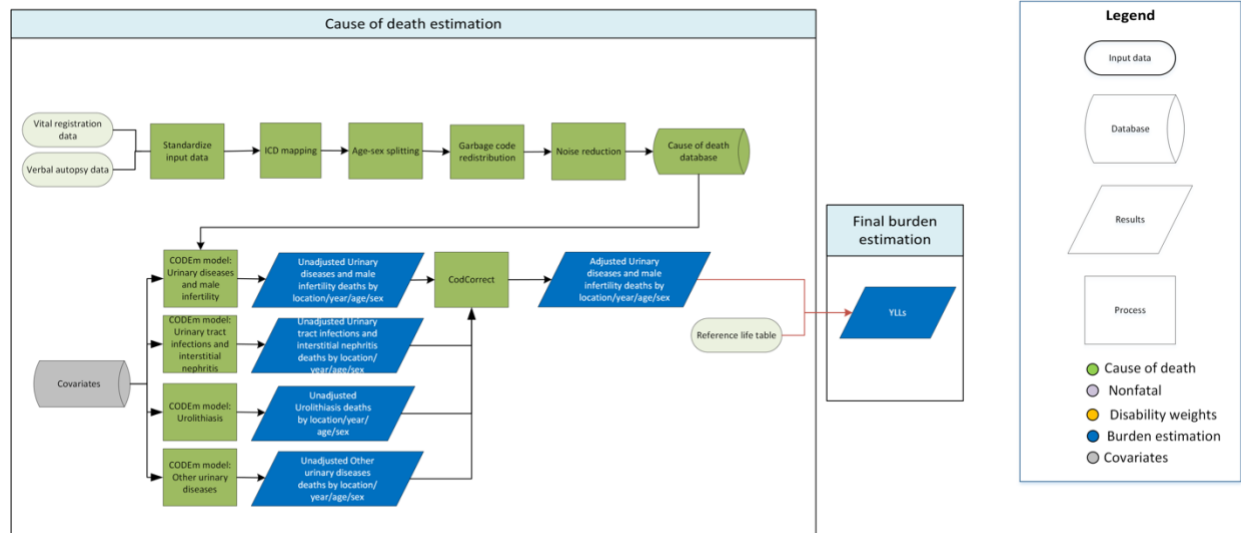 Cause of death estimation
Vital registration
data
Verbal autopsy data
Standardize
input data
ICD mapping
Age-sex splitting
Garbage code
redistribution
Noise reduction
Cause of death
database
CODEm model:
Urinary diseases
and male
infertility
Unadjusted Urinary
diseases and male
infertility deaths by
location/year/age/sex
CodCorrect
Adjusted Urinary
diseases and male
infertility deaths by
location/year/age/sex
CODEm model:
Urinary tract
infections and
interstitial
nephritis
Unadjusted Urinary
tract infections and
interstitial nephritis
deaths by location/
year/age/sex
Covariates
CODEm model:
Urolithiasis
Unadjusted
Urolithiasis deaths
by location/year/
age/sex
CODEm model:
Other urinary
diseases
Unadjusted Other
urinary diseases
deaths by location/
year/age/sex
Reference life table
Final burden
estimation
YLLs
Legend
Input data
Database
Results
Process
Cause of death
Nonfatal
Disability weights
Burden estimation
Covariates